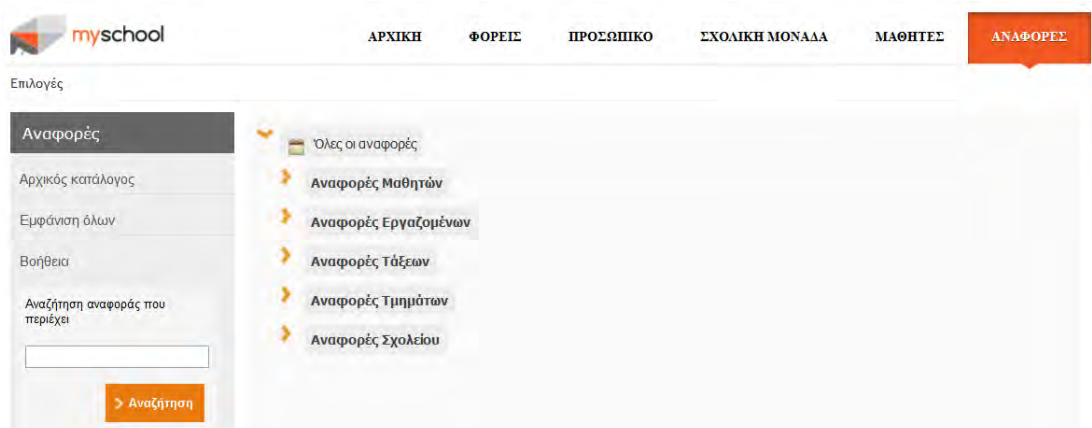 myschool
ΑΡΧΙΚΗ ΦΟΡΕΙΣ ΠΡΟΣΩΠΙΚΟ ΣΧΟΛΙΚΗ ΜΟΝΑΔΑ ΜΑΘΗΤΕΣ ΑΝΑΦΟΡΕΣ
Επιλογές
Αναφορές
Αρχικός κατάλογος
Εμφάνιση όλων
Βοήθεια
Αναζήτηση αναφοράς που
περιέχει
Αναζήτηση
Όλες οι αναφορές
Αναφορές Μαθητών
Αναφορές Εργαζομένων
Αναφορές Τάξεων
Αναφορές Τμημάτων
Αναφορές Σχολείου